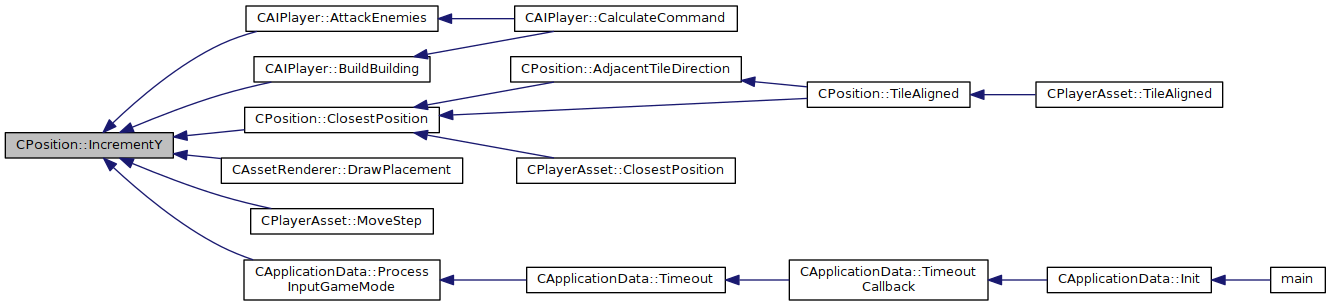 CAIPlayer::AttackEnemies
CAIPlayer::CalculateCommand
CAIPlayer::BuildBuilding
CPosition::AdjacentTileDirection
CPosition::TileAligned
CPlayerAsset::TileAligned
CPosition::ClosestPosition
CPosition::IncrementY
CAssetRenderer::DrawPlacement
CPlayerAsset::ClosestPosition
CPlayerAsset::MoveStep
CApplicationData::Process
InputGameMode
CApplicationData::Timeout
CApplicationData::Timeout
Callback
CApplicationData::Init
main